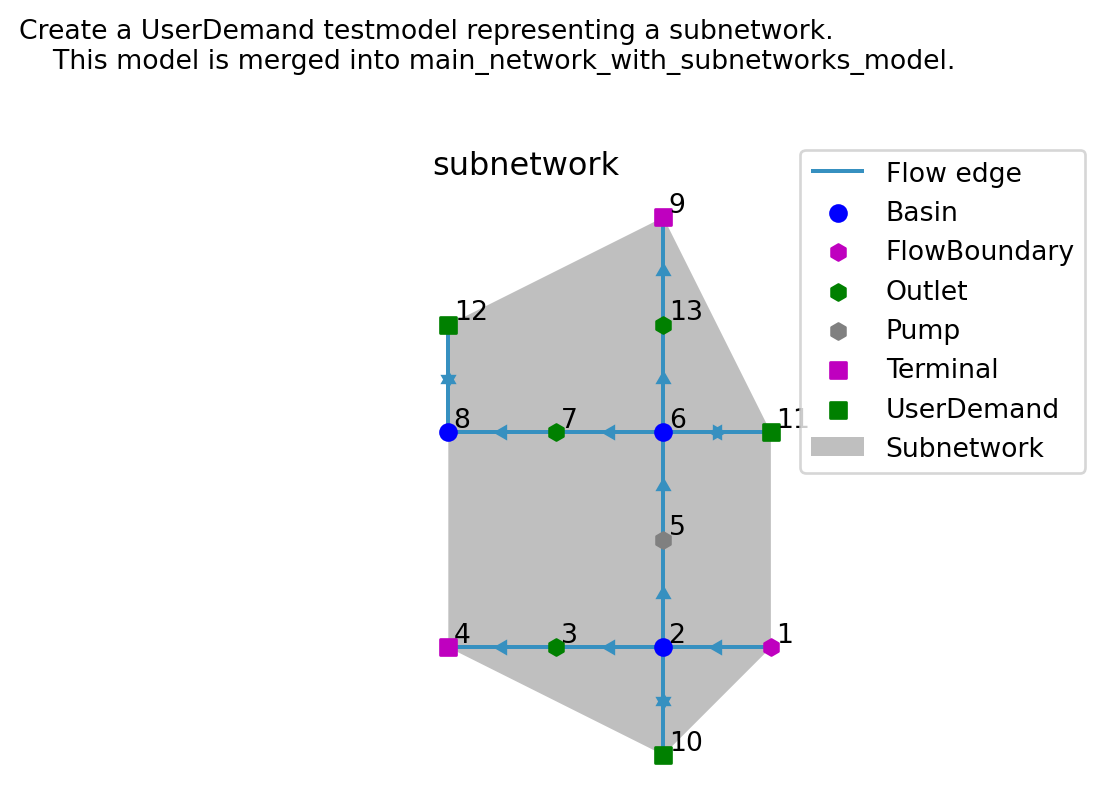 Create a UserDemand testmodel representing a subnetwork.
This model is merged into main_network_with_subnetworks_model.
subnetwork
Flow edge
Basin
FlowBoundary
Outlet
Pump
Terminal
UserDemand
Subnetwork
9
12
13
8
7
6
11
5
4
3
2
1
10